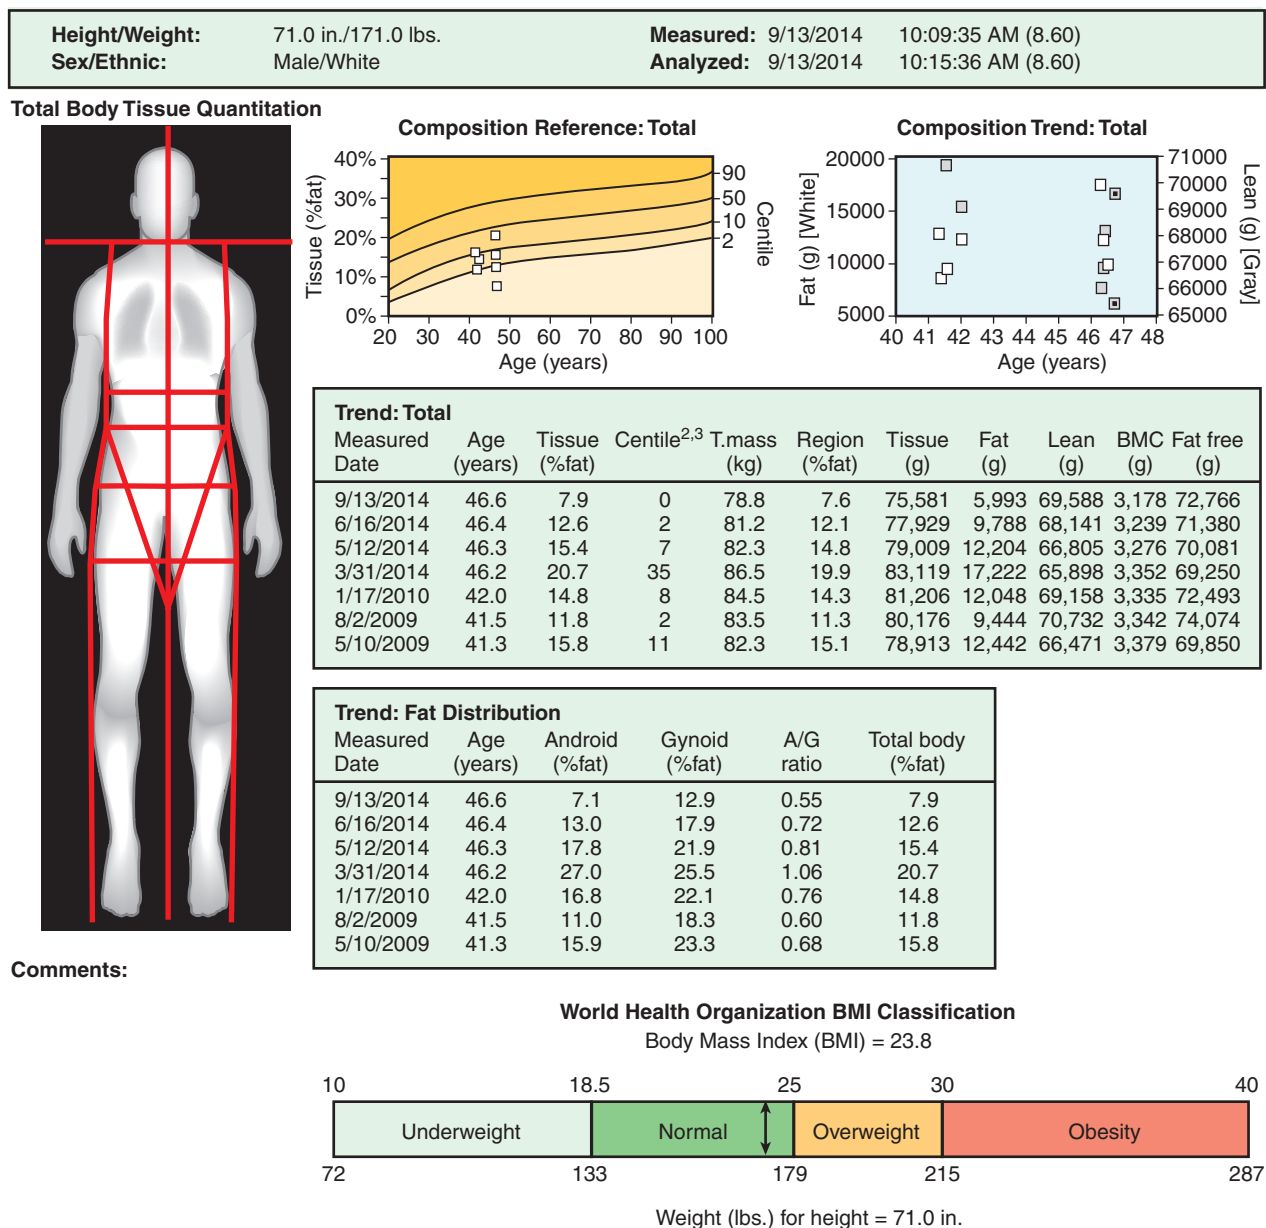 Height/Weight: 71.0 in./171.0 lbs. Measured: 9/13/2014 10:09:35 AM (8.60)
Sex/Ethnic: Male/White Analyzed: 9/13/2014 10:15:36 AM (8.60)
Total Body Tissue Quantitation
Composition Reference: Total
Tissue (%fat)
40%
30%
20%
10%
0%
90
50
10
2
Centile
20 30 40 50 60 70 80 90 100
Age (years)
Composition Trend: Total
Fat (g) [White]
20000
15000
10000
5000
71000
70000
69000
68000
67000
66000
65000
Lean (g) [Gray]
40 41 42 43 44 45 46 47 48
Age (years)
Trend: Total
Measured Age Tissue Centile2,3 T.mass Region Tissue Fat Lean BMC Fat free
Date (years) (%fat) (kg) (%fat) (g) (g) (g) (g) (g)
9/13/2014 46.6 7.9 0 78.8 7.6 75,581 5,993 69,588 3,178 72,766
6/16/2014 46.4 12.6 2 81.2 12.1 77,929 9,788 68,141 3,239 71,380
5/12/2014 46.3 15.4 7 82.3 14.8 79,009 12,204 66,805 3,276 70,081
3/31/2014 46.2 20.7 35 86.5 19.9 83,119 17,222 65,898 3,352 69,250
1/17/2010 42.0 14.8 8 84.5 14.3 81,206 12,048 69,158 3,335 72,493
8/2/2009 41.5 11.8 2 83.5 11.3 80,176 9,444 70,732 3,342 74,074
5/10/2009 41.3 15.8 11 82.3 15.1 78,913 12,442 66,471 3,379 69,850
Trend: Fat Distribution
Measured Age Android Gynoid A/G Total body
Date (years) (%fat) (%fat) ratio (%fat)
9/13/2014 46.6 7.1 12.9 0.55 7.9
6/16/2014 46.4 13.0 17.9 0.72 12.6
5/12/2014 46.3 17.8 21.9 0.81 15.4
3/31/2014 46.2 27.0 25.5 1.06 20.7
1/17/2010 42.0 16.8 22.1 0.76 14.8
8/2/2009 41.5 11.0 18.3 0.60 11.8
5/10/2009 41.3 15.9 23.3 0.68 15.8
Comments:
World Health Organization BMI Classification
Body Mass Index (BMI) = 23.8
10 18.5 25 30 40
Underweight Normal Overweight Obesity
72 133 179 215 287
Weight (lbs.) for height = 71.0 in.